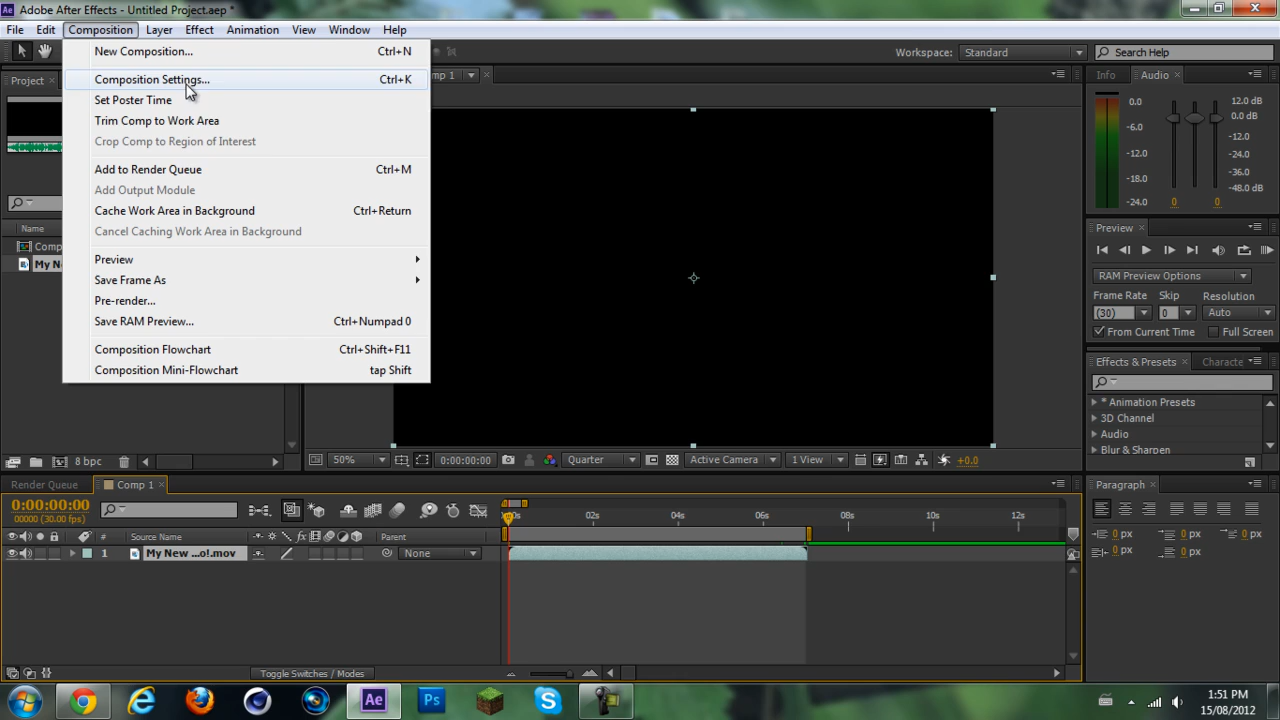 Adobe After Effects - Untitled Project.aep *
File Edit Composition Layer Effect Animation View Window Help
New Composition... Ctrl+N
Composition Settings... Ctrl+K
Set Poster Time
Trim Comp to Work Area
Crop Comp to Region of Interest
Add to Render Queue Ctrl+M
Add Output Module
Cache Work Area in Background Ctrl+Return
Cancel Caching Work Area in Background
Preview
Save Frame As
Pre-render...
Save RAM Preview... Ctrl+Numpad 0
Composition Flowchart Ctrl+Shift+F11
Composition Mini-Flowchart tap Shift
Workspace: Standard
Search Help
Project
Name
Comp
My N
8 bpc
mp 1
50%
0:00:00:00
Quarter
Active Camera
1 View
+0.0
Info Audio
0.0
-6.0
-12.0
-18.0
-24.0
12.0 dB
0.0 dB
-12.0
-24.0
-36.0
-48.0 dB
0 0
Preview
RAM Preview Options
Frame Rate Skip Resolution
(30) 0 Auto
From Current Time Full Screen
Effects & Presets Characte
* Animation Presets
3D Channel
Audio
Blur & Sharpen
Paragraph
0 px 0 px 0 px
0 px 0 px
Render Queue Comp 1
0:00:00:00
00000 (30.00 fps)
0s 02s 04s 06s 08s 10s 12s
# Source Name Parent
1 My New ...o!.mov None
Toggle Switches / Modes
Ae Ps
1:51 PM
15/08/2012